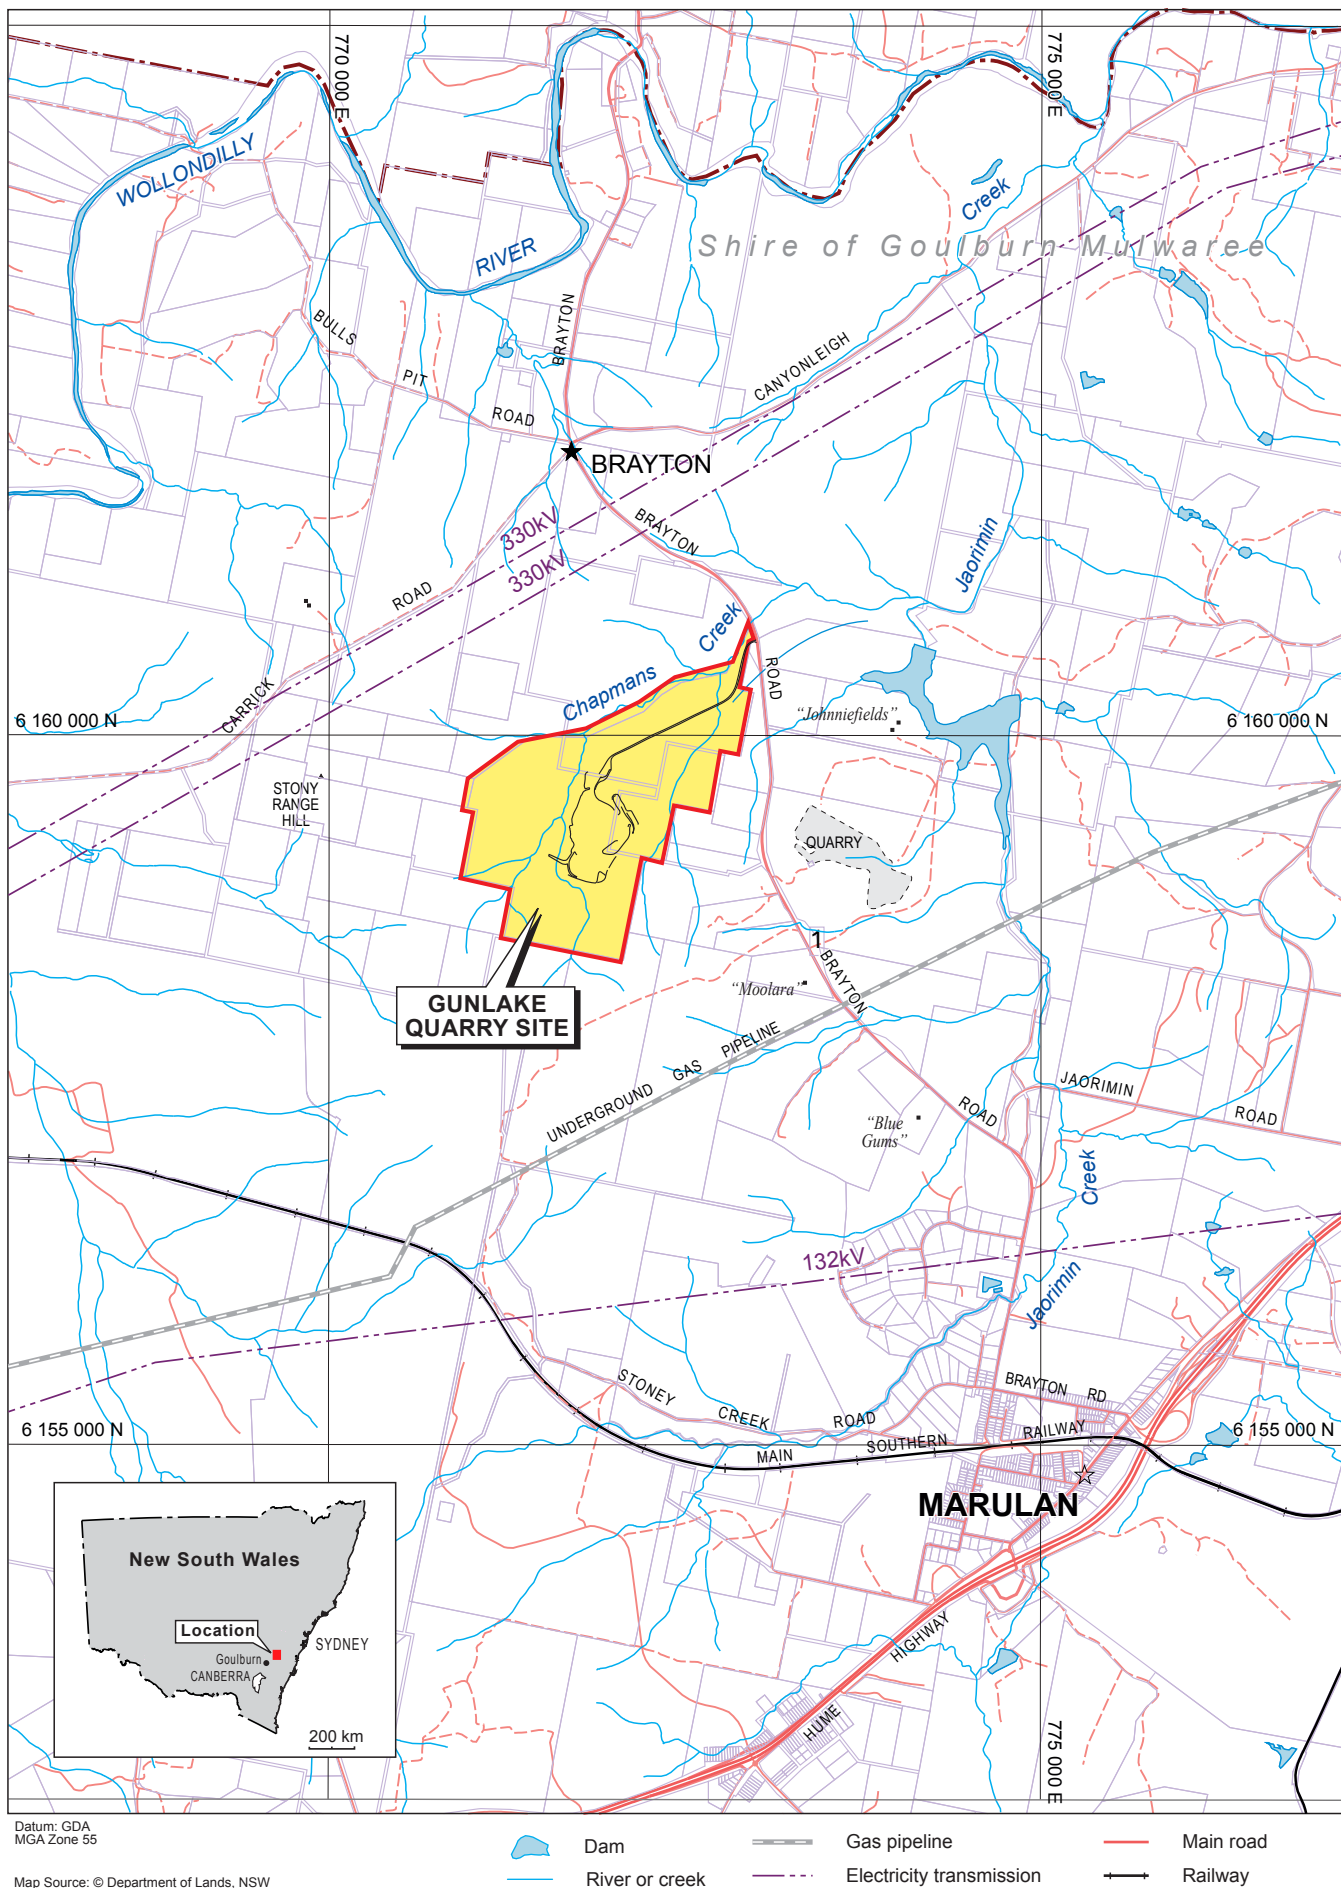 770 000 E
775 000 E
WOLLONDILLY
RIVER
Creek
Shire of Goulburn Mulwaree
BRAYTON
BULLS
PIT
ROAD
CANYONLEIGH
BRAYTON
330kV
330kV
BRAYTON
Jaorimin
ROAD
Creek
Chapmans
ROAD
CARRICK
6 160 000 N
"Johnniefields"
6 160 000 N
STONY
RANGE
HILL
QUARRY
1
BRAYTON
"Moolara"
GUNLAKE
QUARRY SITE
UNDERGROUND GAS PIPELINE
JAORIMIN
ROAD
ROAD
"Blue
Gums"
Creek
132kV
Jaorimin
STONEY
CREEK
ROAD
BRAYTON RD
6 155 000 N
MAIN
SOUTHERN
RAILWAY
6 155 000 N
MARULAN
New South Wales
Location
SYDNEY
Goulburn
CANBERRA
200 km
HIGHWAY
HUME
775 000 E
Datum: GDA
MGA Zone 55
Map Source: © Department of Lands, NSW
Dam
River or creek
Gas pipeline
Electricity transmission
Main road
Railway